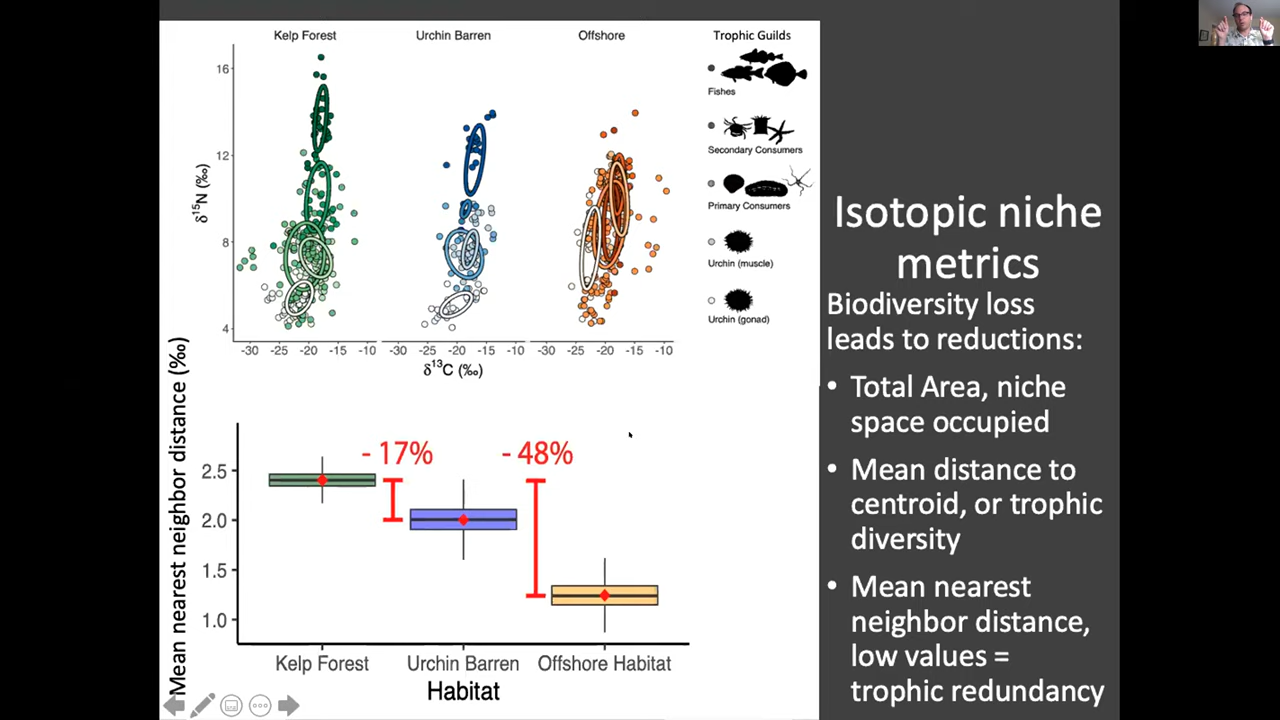 Kelp Forest
Urchin Barren
Offshore
Trophic Guilds
16
12
8
4
δ15N (‰)
-30 -25 -20 -15 -10
-30 -25 -20 -15 -10
-30 -25 -20 -15 -10
δ13C (‰)
Fishes
Secondary Consumers
Primary Consumers
Urchin (muscle)
Urchin (gonad)
Mean nearest neighbor distance (‰)
2.5
2.0
1.5
1.0
- 17%
- 48%
Kelp Forest
Urchin Barren
Offshore Habitat
Habitat
Isotopic niche
metrics
Biodiversity loss
leads to reductions:
• Total Area, niche
space occupied
• Mean distance to
centroid, or trophic
diversity
• Mean nearest
neighbor distance,
low values =
trophic redundancy